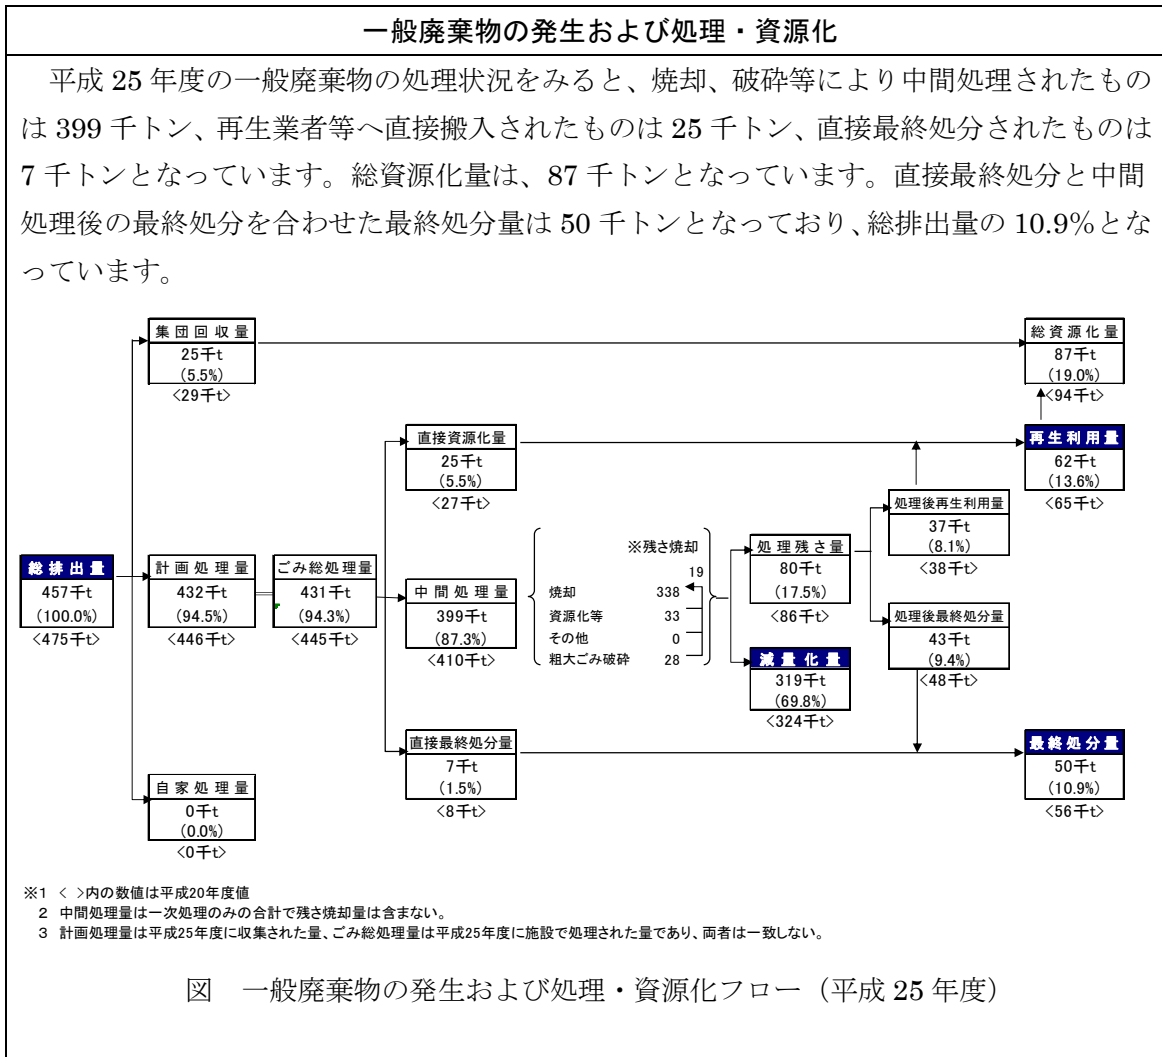 一般廃棄物の発生および処理・資源化
平成 25 年度の一般廃棄物の処理状況をみると、焼却、破砕等により中間処理されたもの
は 399 千トン、再生業者等へ直接搬入されたものは 25 千トン、直接最終処分されたものは
7 千トンとなっています。総資源化量は、87 千トンとなっています。直接最終処分と中間
処理後の最終処分を合わせた最終処分量は 50 千トンとなっており、総排出量の 10.9%とな
っています。
集団回収量
25千t
(5.5%)
<29千t>
総資源化量
87千t
(19.0%)
<94千t>
直接資源化量
25千t
(5.5%)
<27千t>
再生利用量
62千t
(13.6%)
<65千t>
処理後再生利用量
37千t
(8.1%)
<38千t>
総排出量
457千t
(100.0%)
<475千t>
計画処理量
432千t
(94.5%)
<446千t>
ごみ総処理量
431千t
(94.3%)
<445千t>
中間処理量
399千t
(87.3%)
<410千t>
※残さ焼却
19
焼却 338
資源化等 33
その他 0
粗大ごみ破砕 28
処理残さ量
80千t
(17.5%)
<86千t>
減量化量
319千t
(69.8%)
<324千t>
処理後最終処分量
43千t
(9.4%)
<48千t>
直接最終処分量
7千t
(1.5%)
<8千t>
最終処分量
50千t
(10.9%)
<56千t>
自家処理量
0千t
(0.0%)
<0千t>
※1 < >内の数値は平成20年度値
2 中間処理量は一次処理のみの合計で残さ焼却量は含まない。
3 計画処理量は平成25年度に収集された量、ごみ総処理量は平成25年度に施設で処理された量であり、両者は一致しない。
図 一般廃棄物の発生および処理・資源化フロー（平成 25 年度）